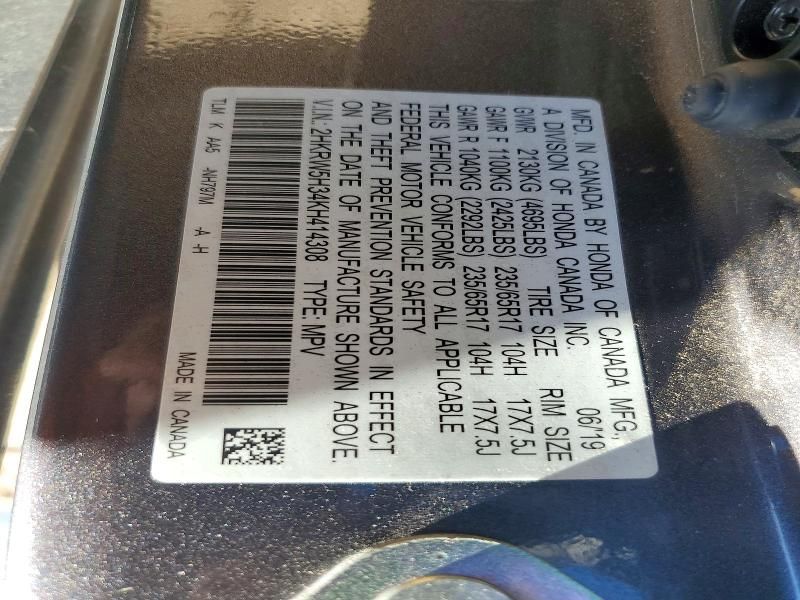 MFD. IN CANADA BY HONDA OF CANADA MFG.,
A DIVISION OF HONDA CANADA INC. 06/19
GVWR 2130KG (4695LBS) TIRE SIZE RIM SIZE
GAWR F 1100KG (2425LBS) 235/65R17 104H 17X7.5J
GAWR R 1040KG (2292LBS) 235/65R17 104H 17X7.5J
THIS VEHICLE CONFORMS TO ALL APPLICABLE
FEDERAL MOTOR VEHICLE SAFETY
AND THEFT PREVENTION STANDARDS IN EFFECT
ON THE DATE OF MANUFACTURE SHOWN ABOVE.
V.I.N.- 2HKRW5H34KH414308 TYPE: MPV
TLM K AA5 -NH797M A -H MADE IN CANADA